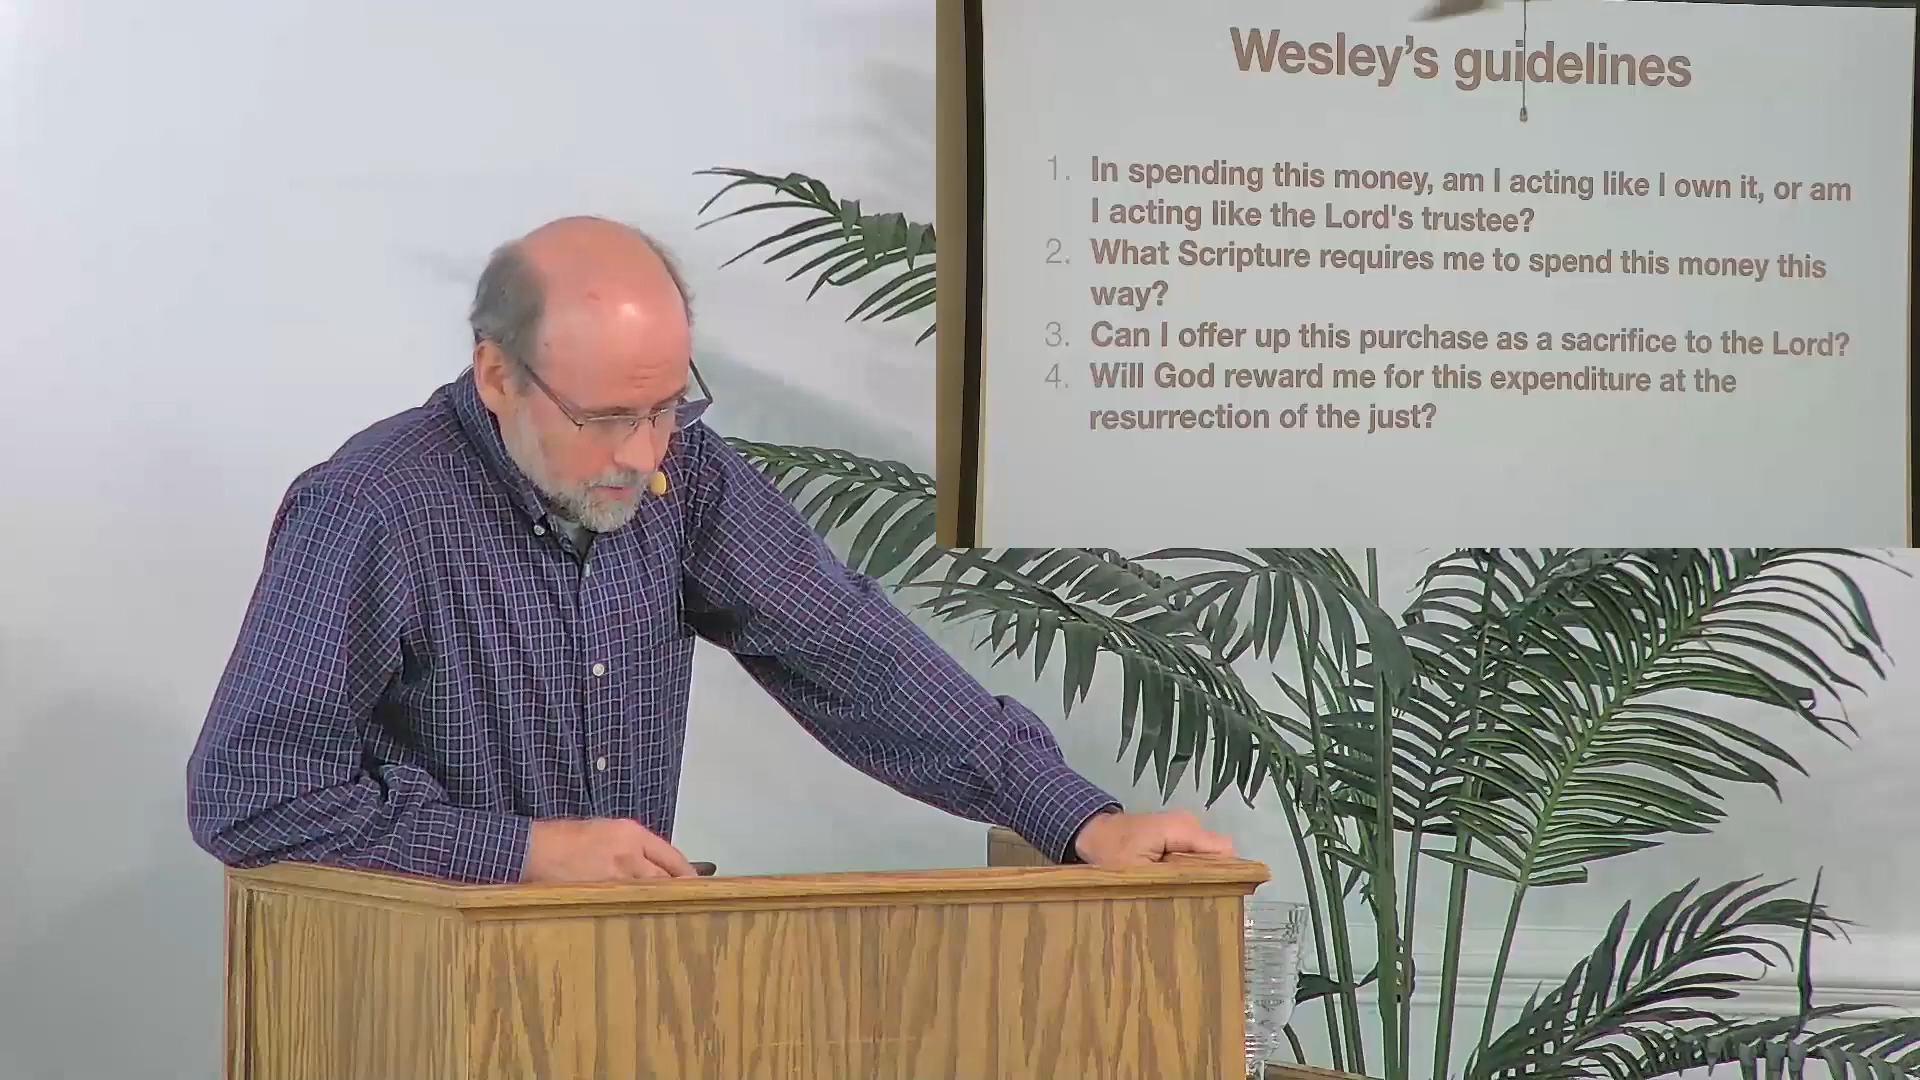 Wesley's guidelines
1. In spending this money, am I acting like I own it, or am
I acting like the Lord's trustee?
2. What Scripture requires me to spend this money this
way?
3. Can I offer up this purchase as a sacrifice to the Lord?
4. Will God reward me for this expenditure at the
resurrection of the just?